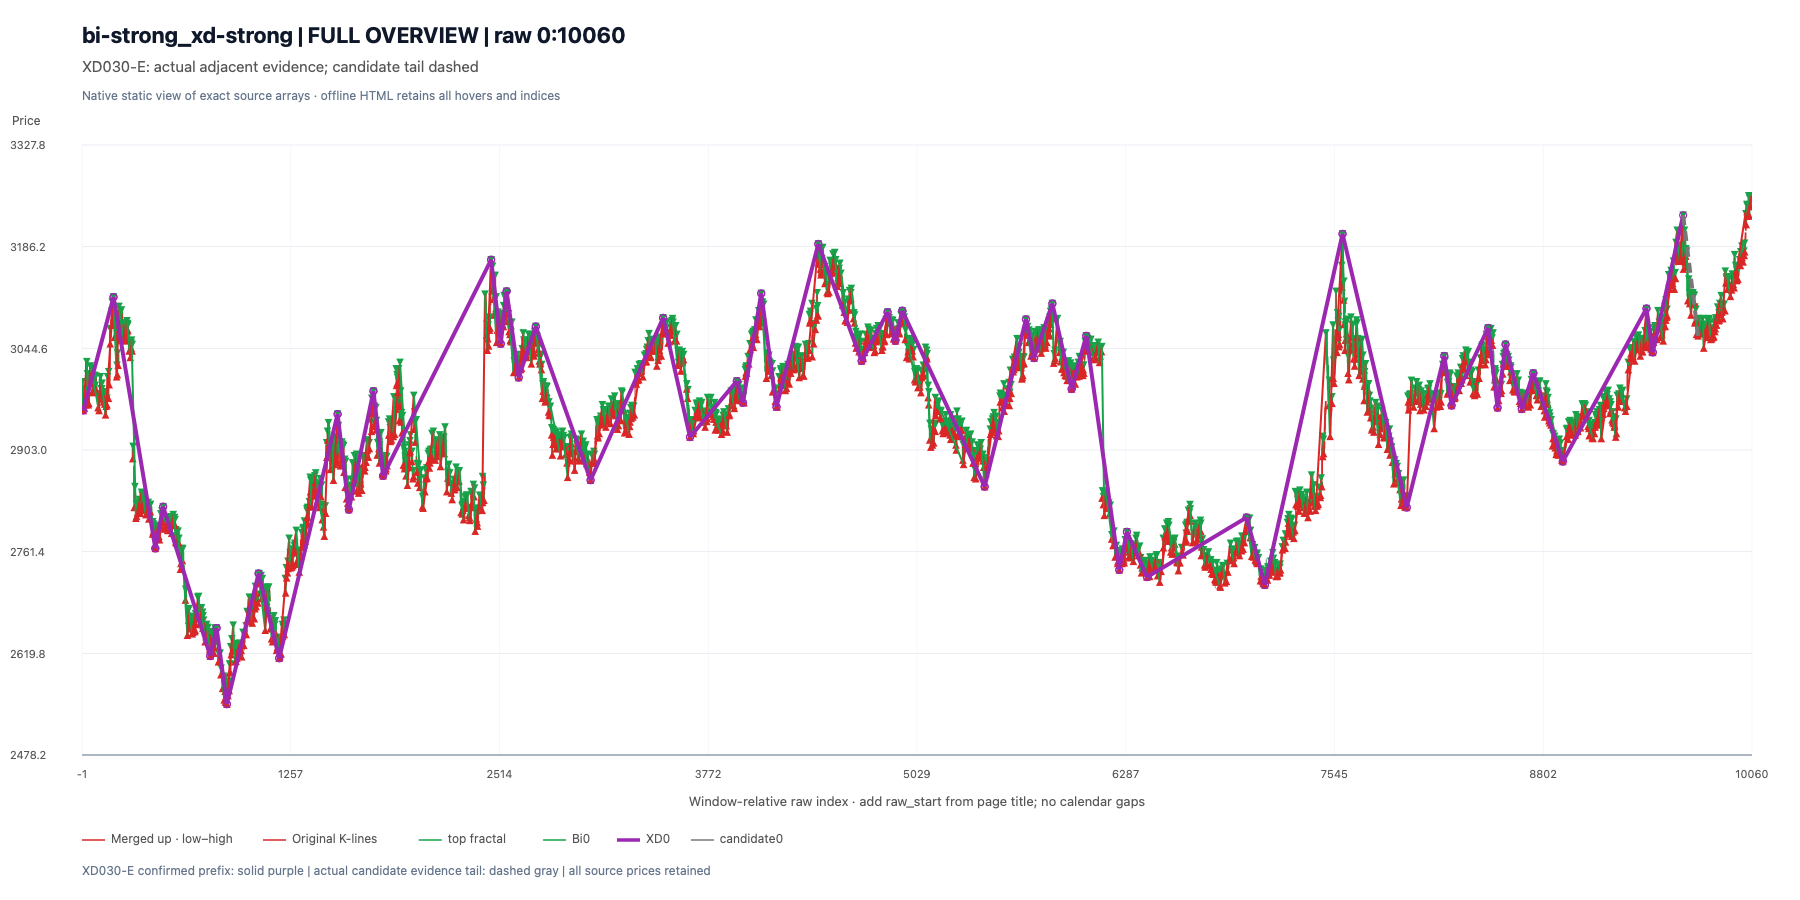 bi-strong_xd-strong | FULL OVERVIEW | raw 0:10060
XD030-E: actual adjacent evidence; candidate tail dashed
Native static view of exact source arrays · offline HTML retains all hovers and indices
Price
3327.8
3186.2
3044.6
2903.0
2761.4
2619.8
2478.2
-1 1257 2514 3772 5029 6287 7545 8802 10060
Window-relative raw index · add raw_start from page title; no calendar gaps
Merged up · low–high Original K-lines top fractal Bi0 XD0 candidate0
XD030-E confirmed prefix: solid purple | actual candidate evidence tail: dashed gray | all source prices retained